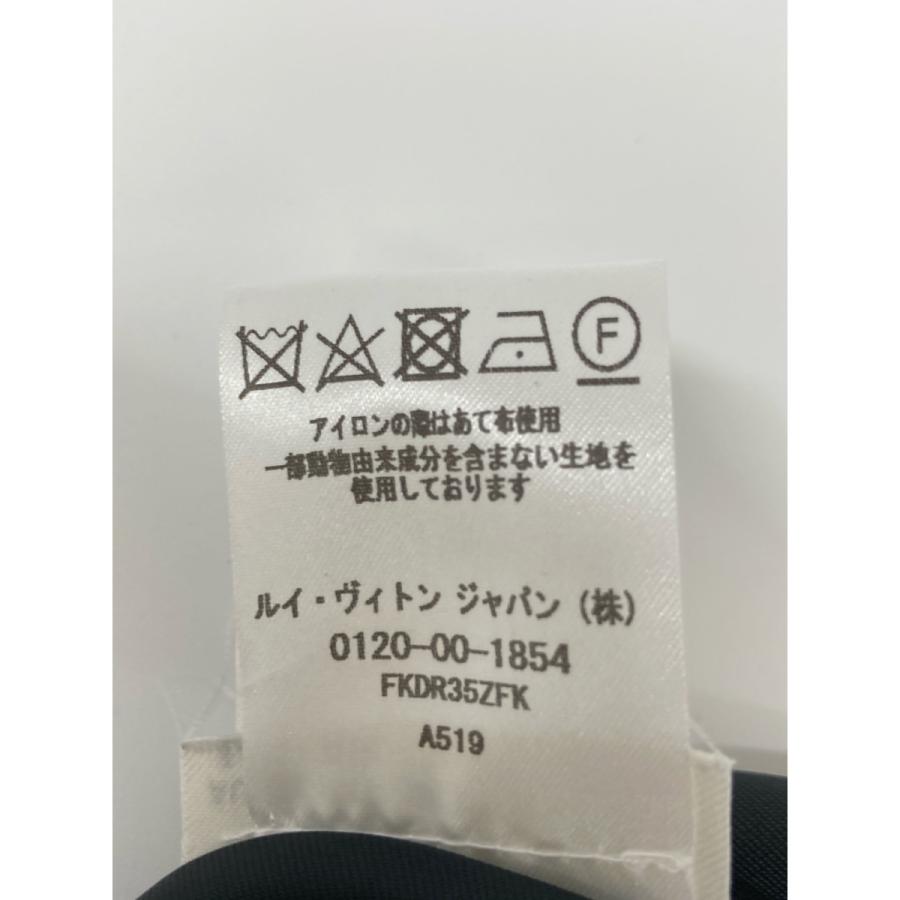 F
アイロンの際はあて布使用
一部動物由来成分を含まない生地を
使用しております
ルイ・ヴィトン ジャパン (株)
0120-00-1854
FKDR35ZFK
A519